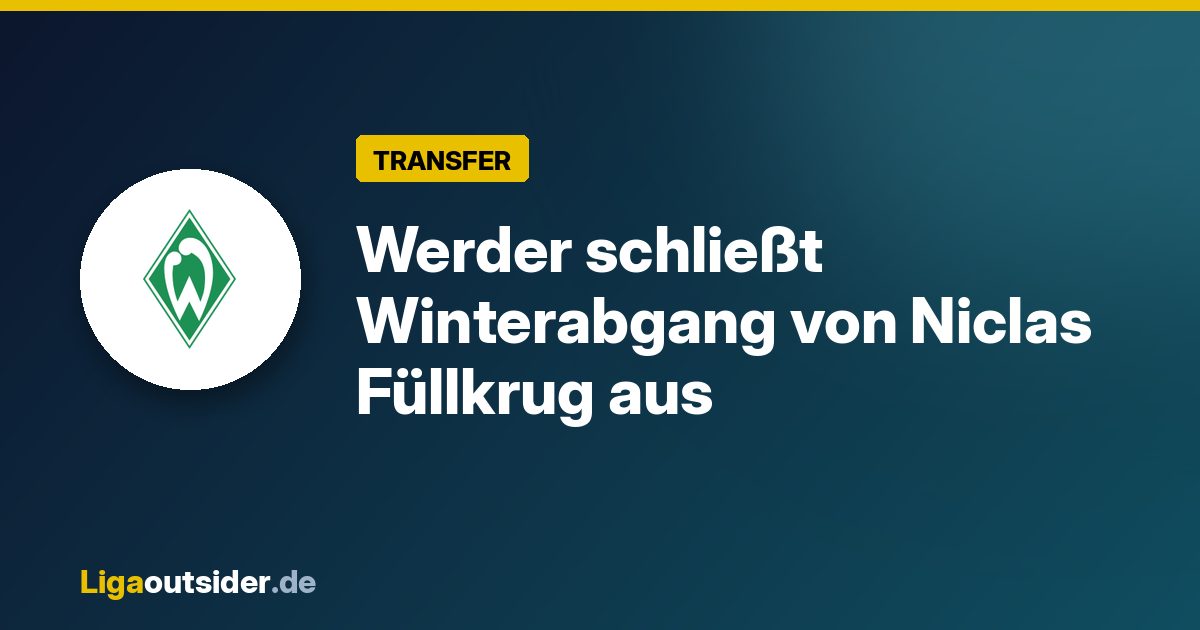 TRANSFER
Werder schließt
Winterabgang von Niclas
Füllkrug aus
Ligaoutsider.de